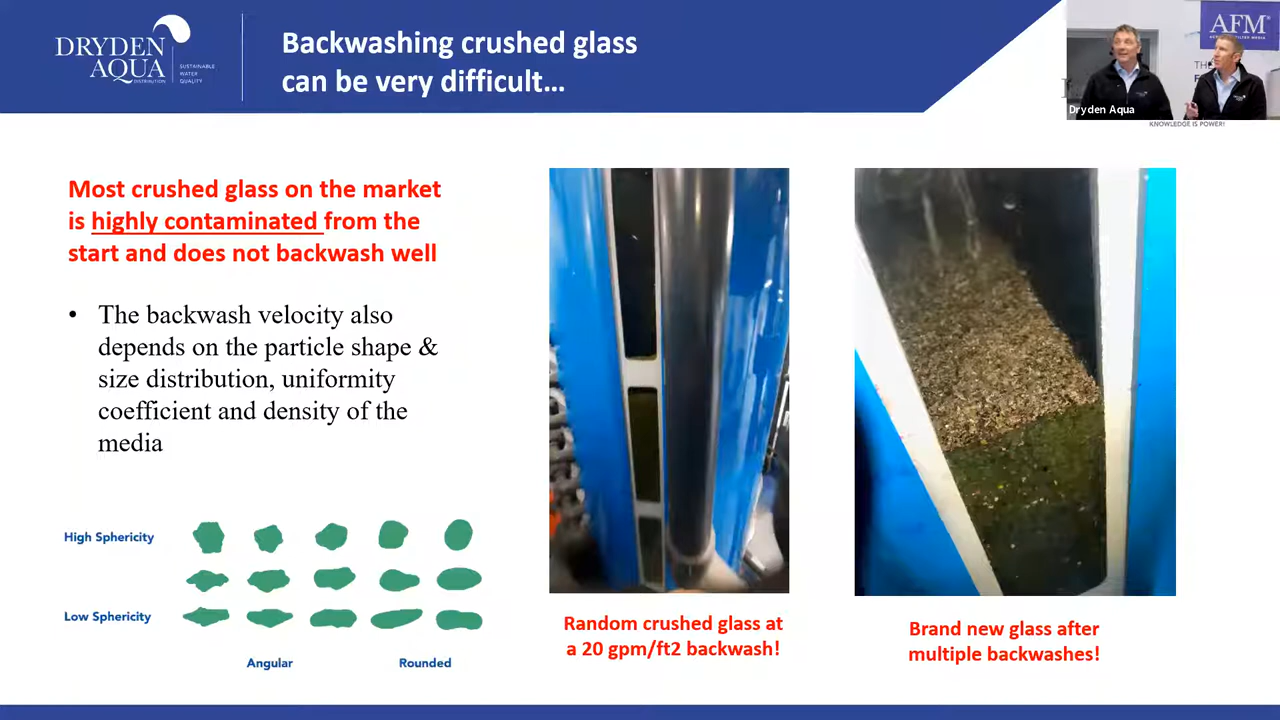 DRYDEN
AQUA
DISTRIBUTION
SUSTAINABLE
WATER
QUALITY
Backwashing crushed glass
can be very difficult…
AFM
Dryden Aqua
KNOWLEDGE IS POWER!
Most crushed glass on the market
is highly contaminated from the
start and does not backwash well
• The backwash velocity also
depends on the particle shape &
size distribution, uniformity
coefficient and density of the
media
High Sphericity
Low Sphericity
Angular
Rounded
Random crushed glass at
a 20 gpm/ft2 backwash!
Brand new glass after
multiple backwashes!